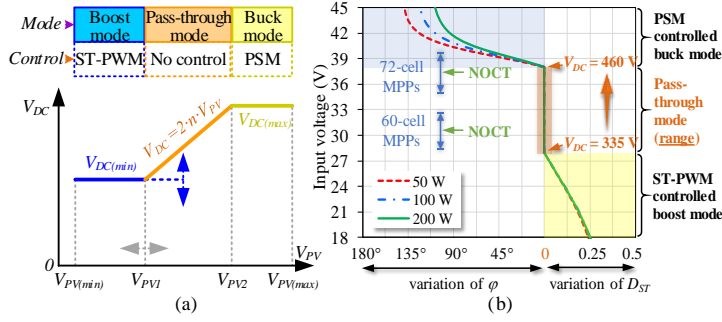 (a)
Mode
Boost mode
Pass-through mode
Buck mode
Control
ST-PWM
No control
PSM
V_DC
V_DC(min)
V_DC=2·n·V_PV
V_DC(max)
0
V_PV
V_PV(min)
V_PV1
V_PV2
V_PV(max)
(a)
Input voltage (V)
45
42
39
36
33
30
27
24
21
18
72-cell MPPs
NOCT
60-cell MPPs
NOCT
50 W
100 W
200 W
V_DC = 460 V
V_DC = 335 V
PSM controlled buck mode
Pass-through mode (range)
ST-PWM controlled boost mode
180°
135°
90°
45°
0
0.25
0.5
variation of φ
variation of D_ST
(b)